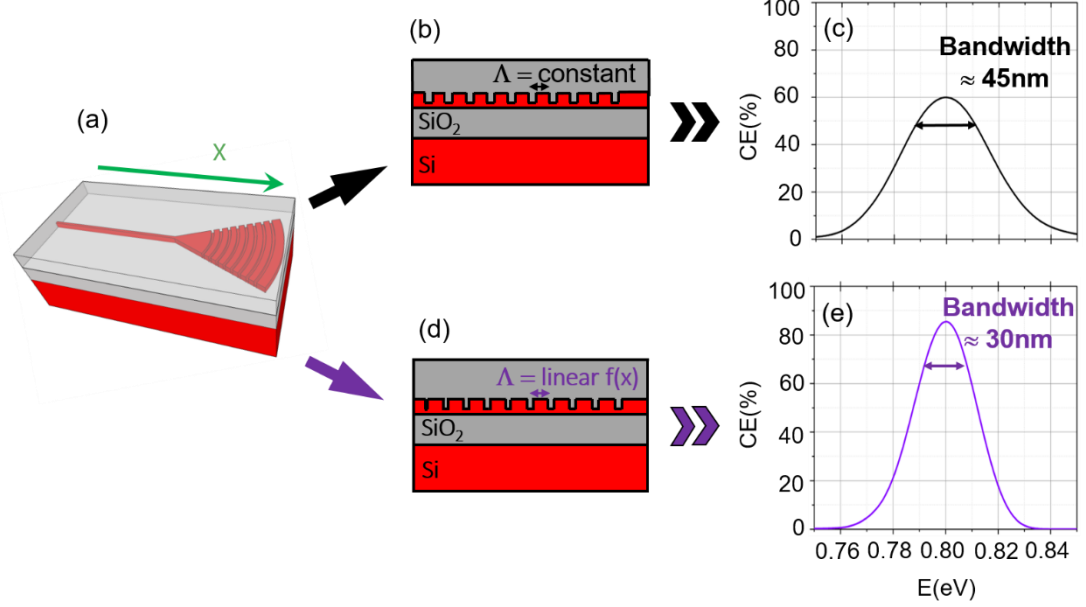 (a)
X
(b)
Λ = constant
SiO₂
Si
(c)
Bandwidth
≈ 45nm
CE(%)
100
80
60
40
20
0
(d)
Λ = linear f(x)
SiO₂
Si
(e)
Bandwidth
≈ 30nm
CE(%)
100
80
60
40
20
0
0.76 0.78 0.80 0.82 0.84
E(eV)